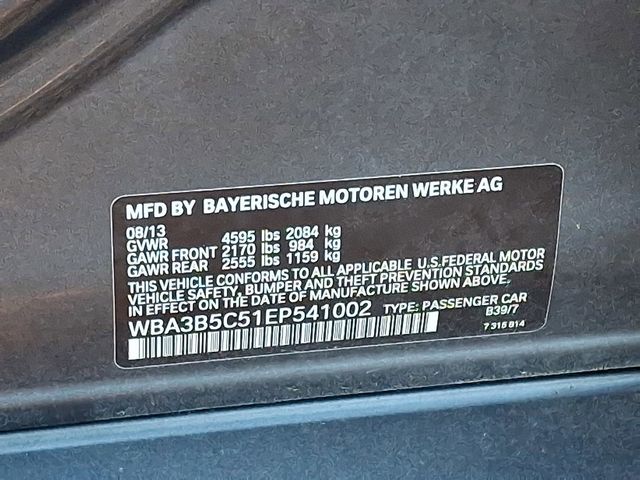 MFD BY BAYERISCHE MOTOREN WERKE AG
08/13
GVWR 4595 lbs 2084 kg
GAWR FRONT 2170 lbs 984 kg
GAWR REAR 2555 lbs 1159 kg
THIS VEHICLE CONFORMS TO ALL APPLICABLE U.S.FEDERAL MOTOR
VEHICLE SAFETY, BUMPER AND THEFT PREVENTION STANDARDS
IN EFFECT ON THE DATE OF MANUFACTURE SHOWN ABOVE.
WBA3B5C51EP541002 TYPE: PASSENGER CAR
B39/7
7 318 814